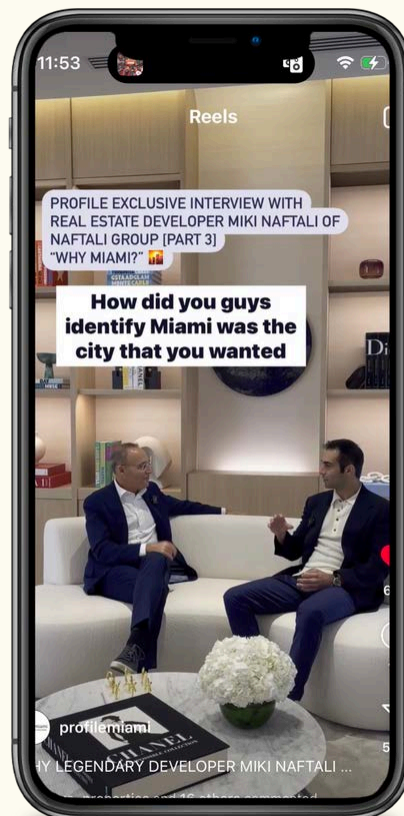 11:53
Reels
PROFILE EXCLUSIVE INTERVIEW WITH
REAL ESTATE DEVELOPER MIKI NAFTALI OF
NAFTALI GROUP [PART 3]
"WHY MIAMI?" 🌇
How did you guys
identify Miami was the
city that you wanted
Di
profilemiami
CHANEL
HY LEGENDARY DEVELOPER MIKI NAFTALI ...
properties and 16 others commented